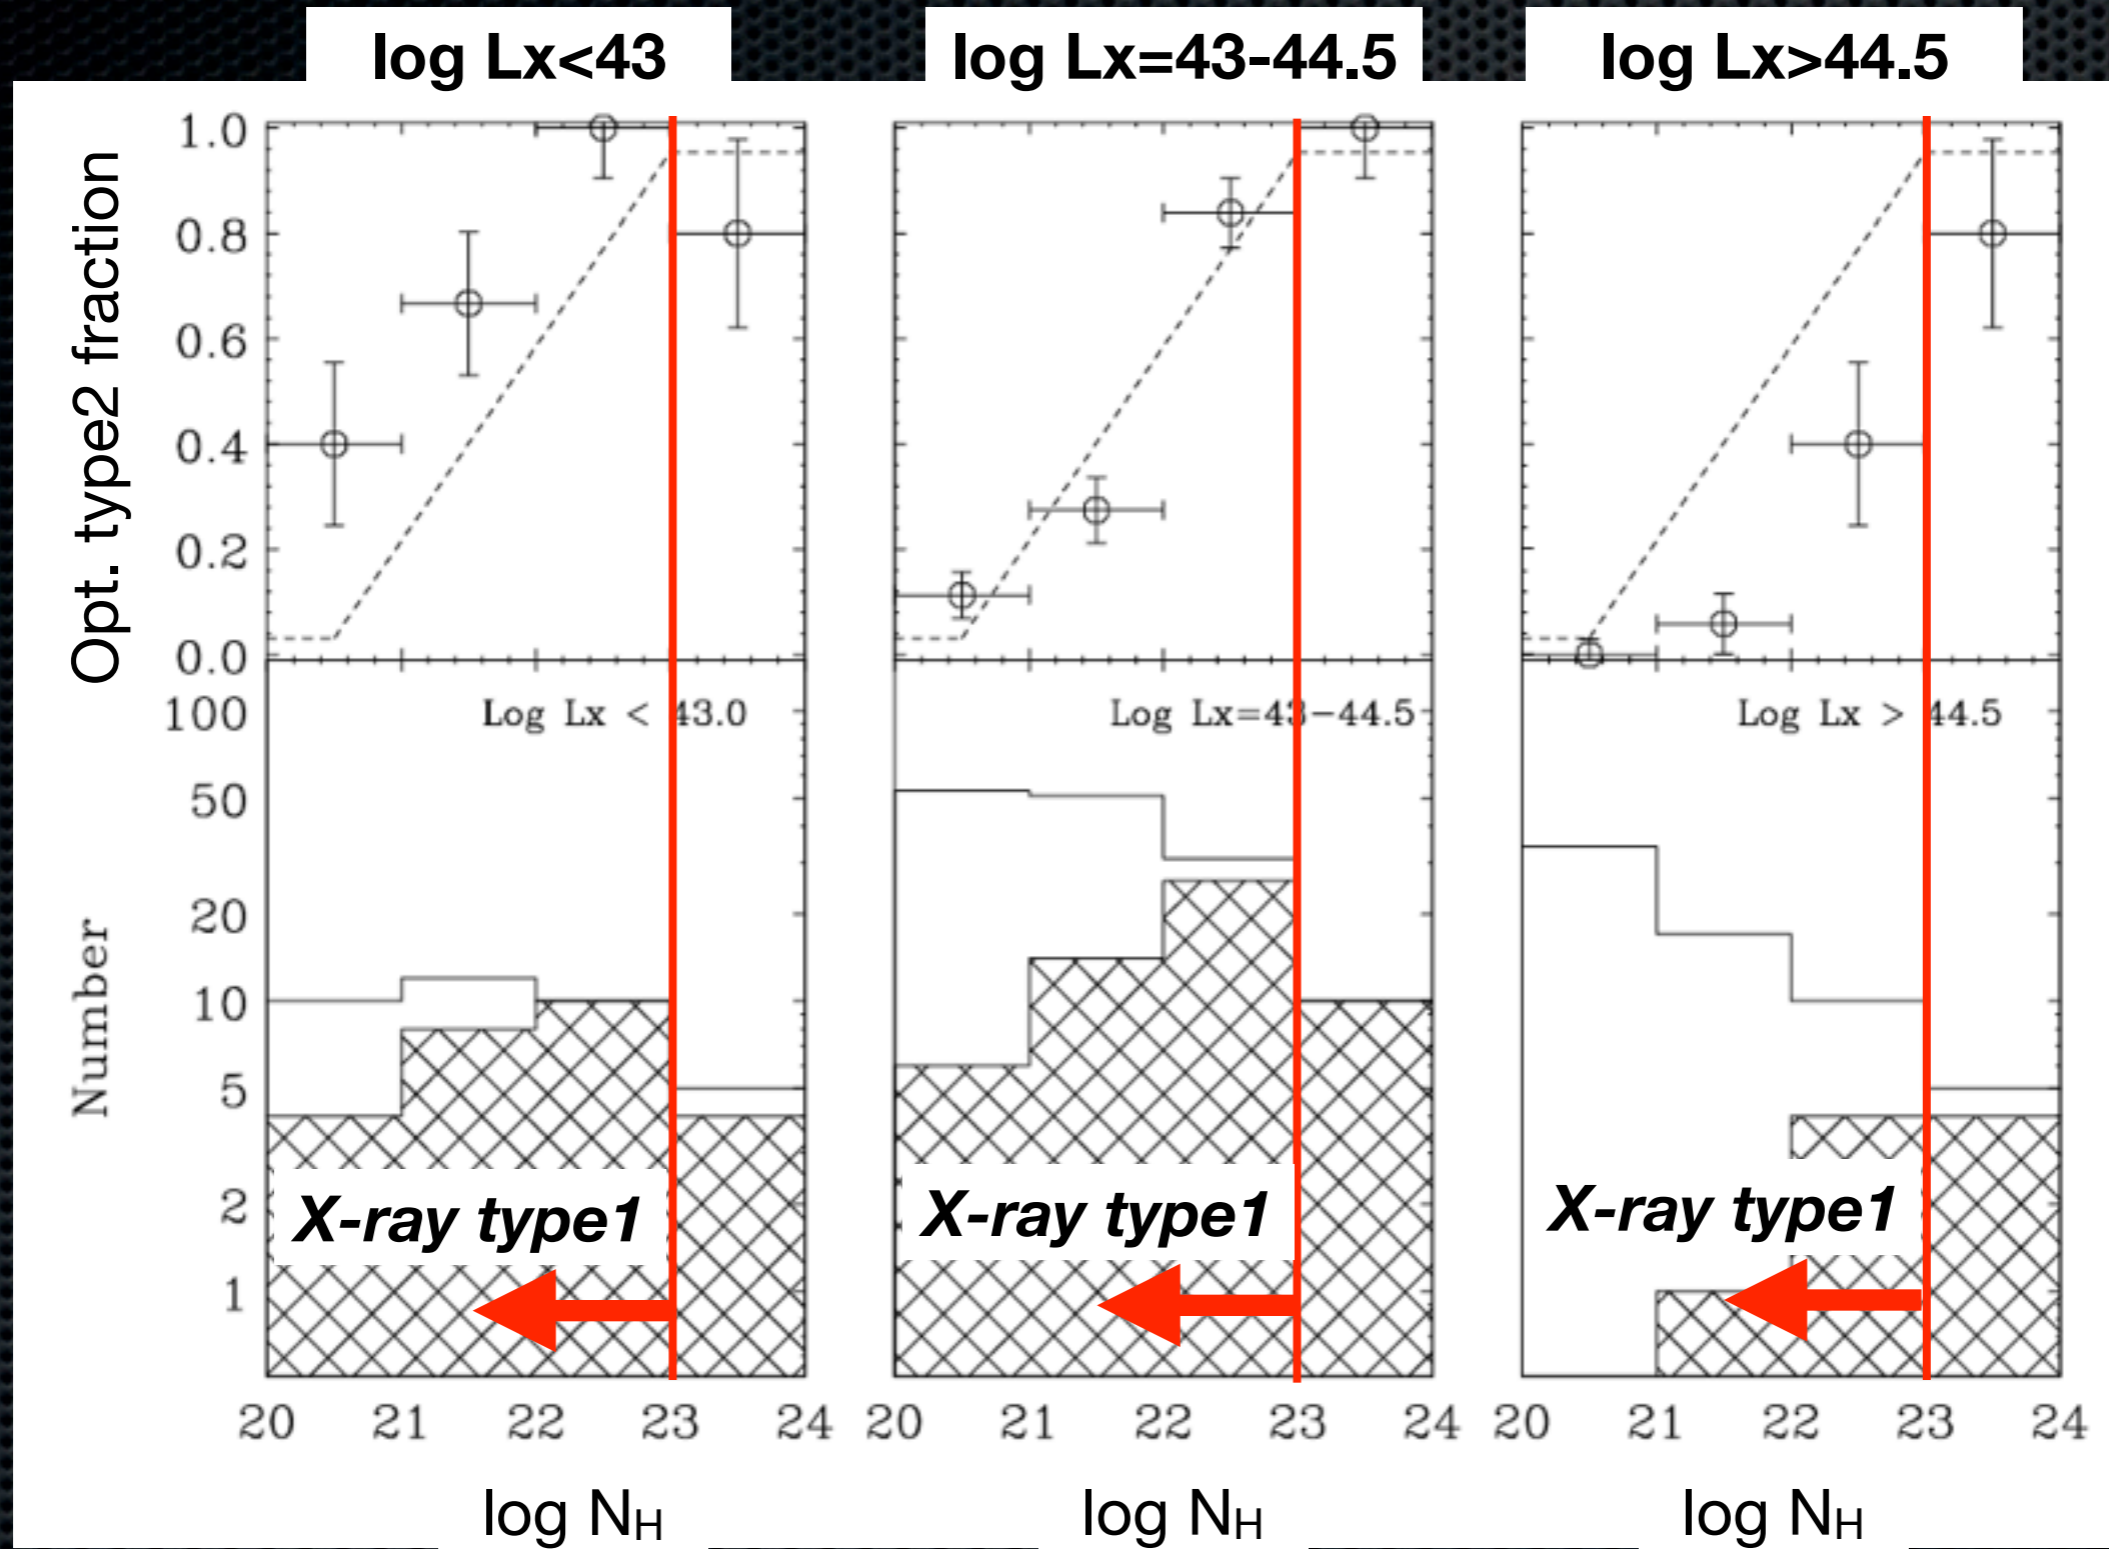 log Lx<43
log Lx=43-44.5
log Lx>44.5
Opt. type2 fraction
1.0
0.8
0.6
0.4
0.2
0.0
Log Lx < 43.0
Log Lx=43-44.5
Log Lx > 44.5
Number
100
50
20
10
5
2
1
X-ray type1
X-ray type1
X-ray type1
20 21 22 23 24
20 21 22 23 24
20 21 22 23 24
log NH
log NH
log NH